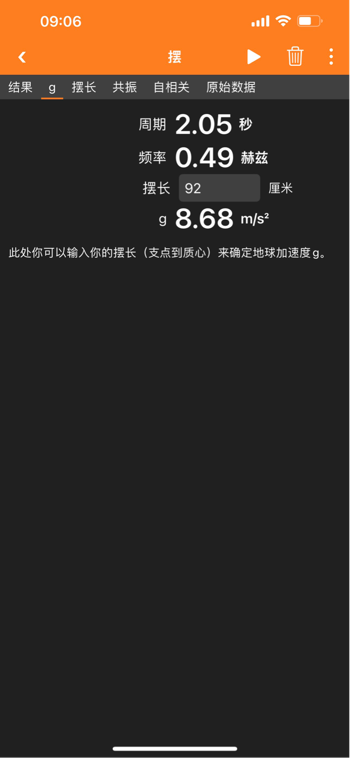 09:06
摆
结果 g 摆长 共振 自相关 原始数据
周期 2.05 秒
频率 0.49 赫兹
摆长 92 厘米
g 8.68 m/s²
此处你可以输入你的摆长（支点到质心）来确定地球加速度g。